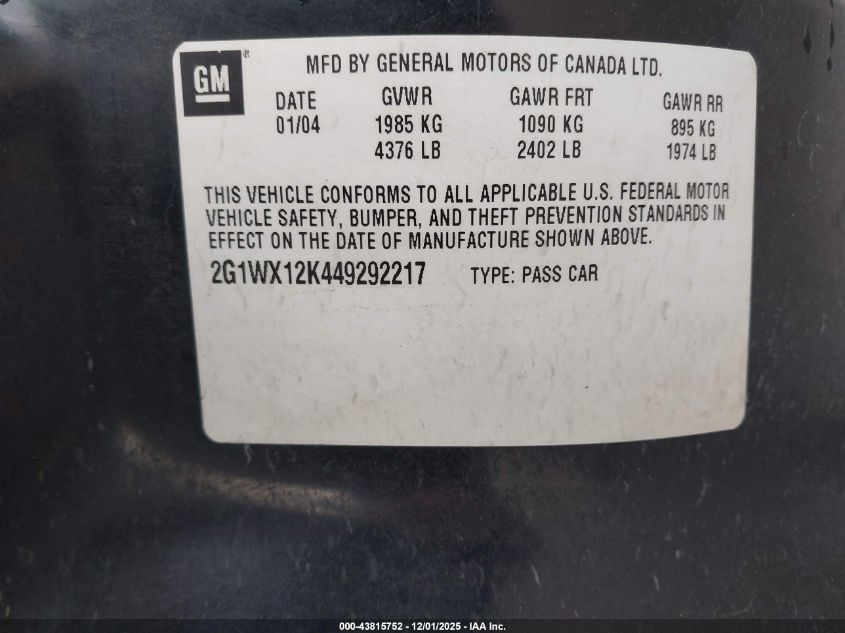 GM ® MFD BY GENERAL MOTORS OF CANADA LTD.
DATE GVWR GAWR FRT GAWR RR
01/04 1985 KG 1090 KG 895 KG
4376 LB 2402 LB 1974 LB
THIS VEHICLE CONFORMS TO ALL APPLICABLE U.S. FEDERAL MOTOR
VEHICLE SAFETY, BUMPER, AND THEFT PREVENTION STANDARDS IN
EFFECT ON THE DATE OF MANUFACTURE SHOWN ABOVE.
2G1WX12K449292217 TYPE: PASS CAR
000-43815752 - 12/01/2025 - IAA Inc.